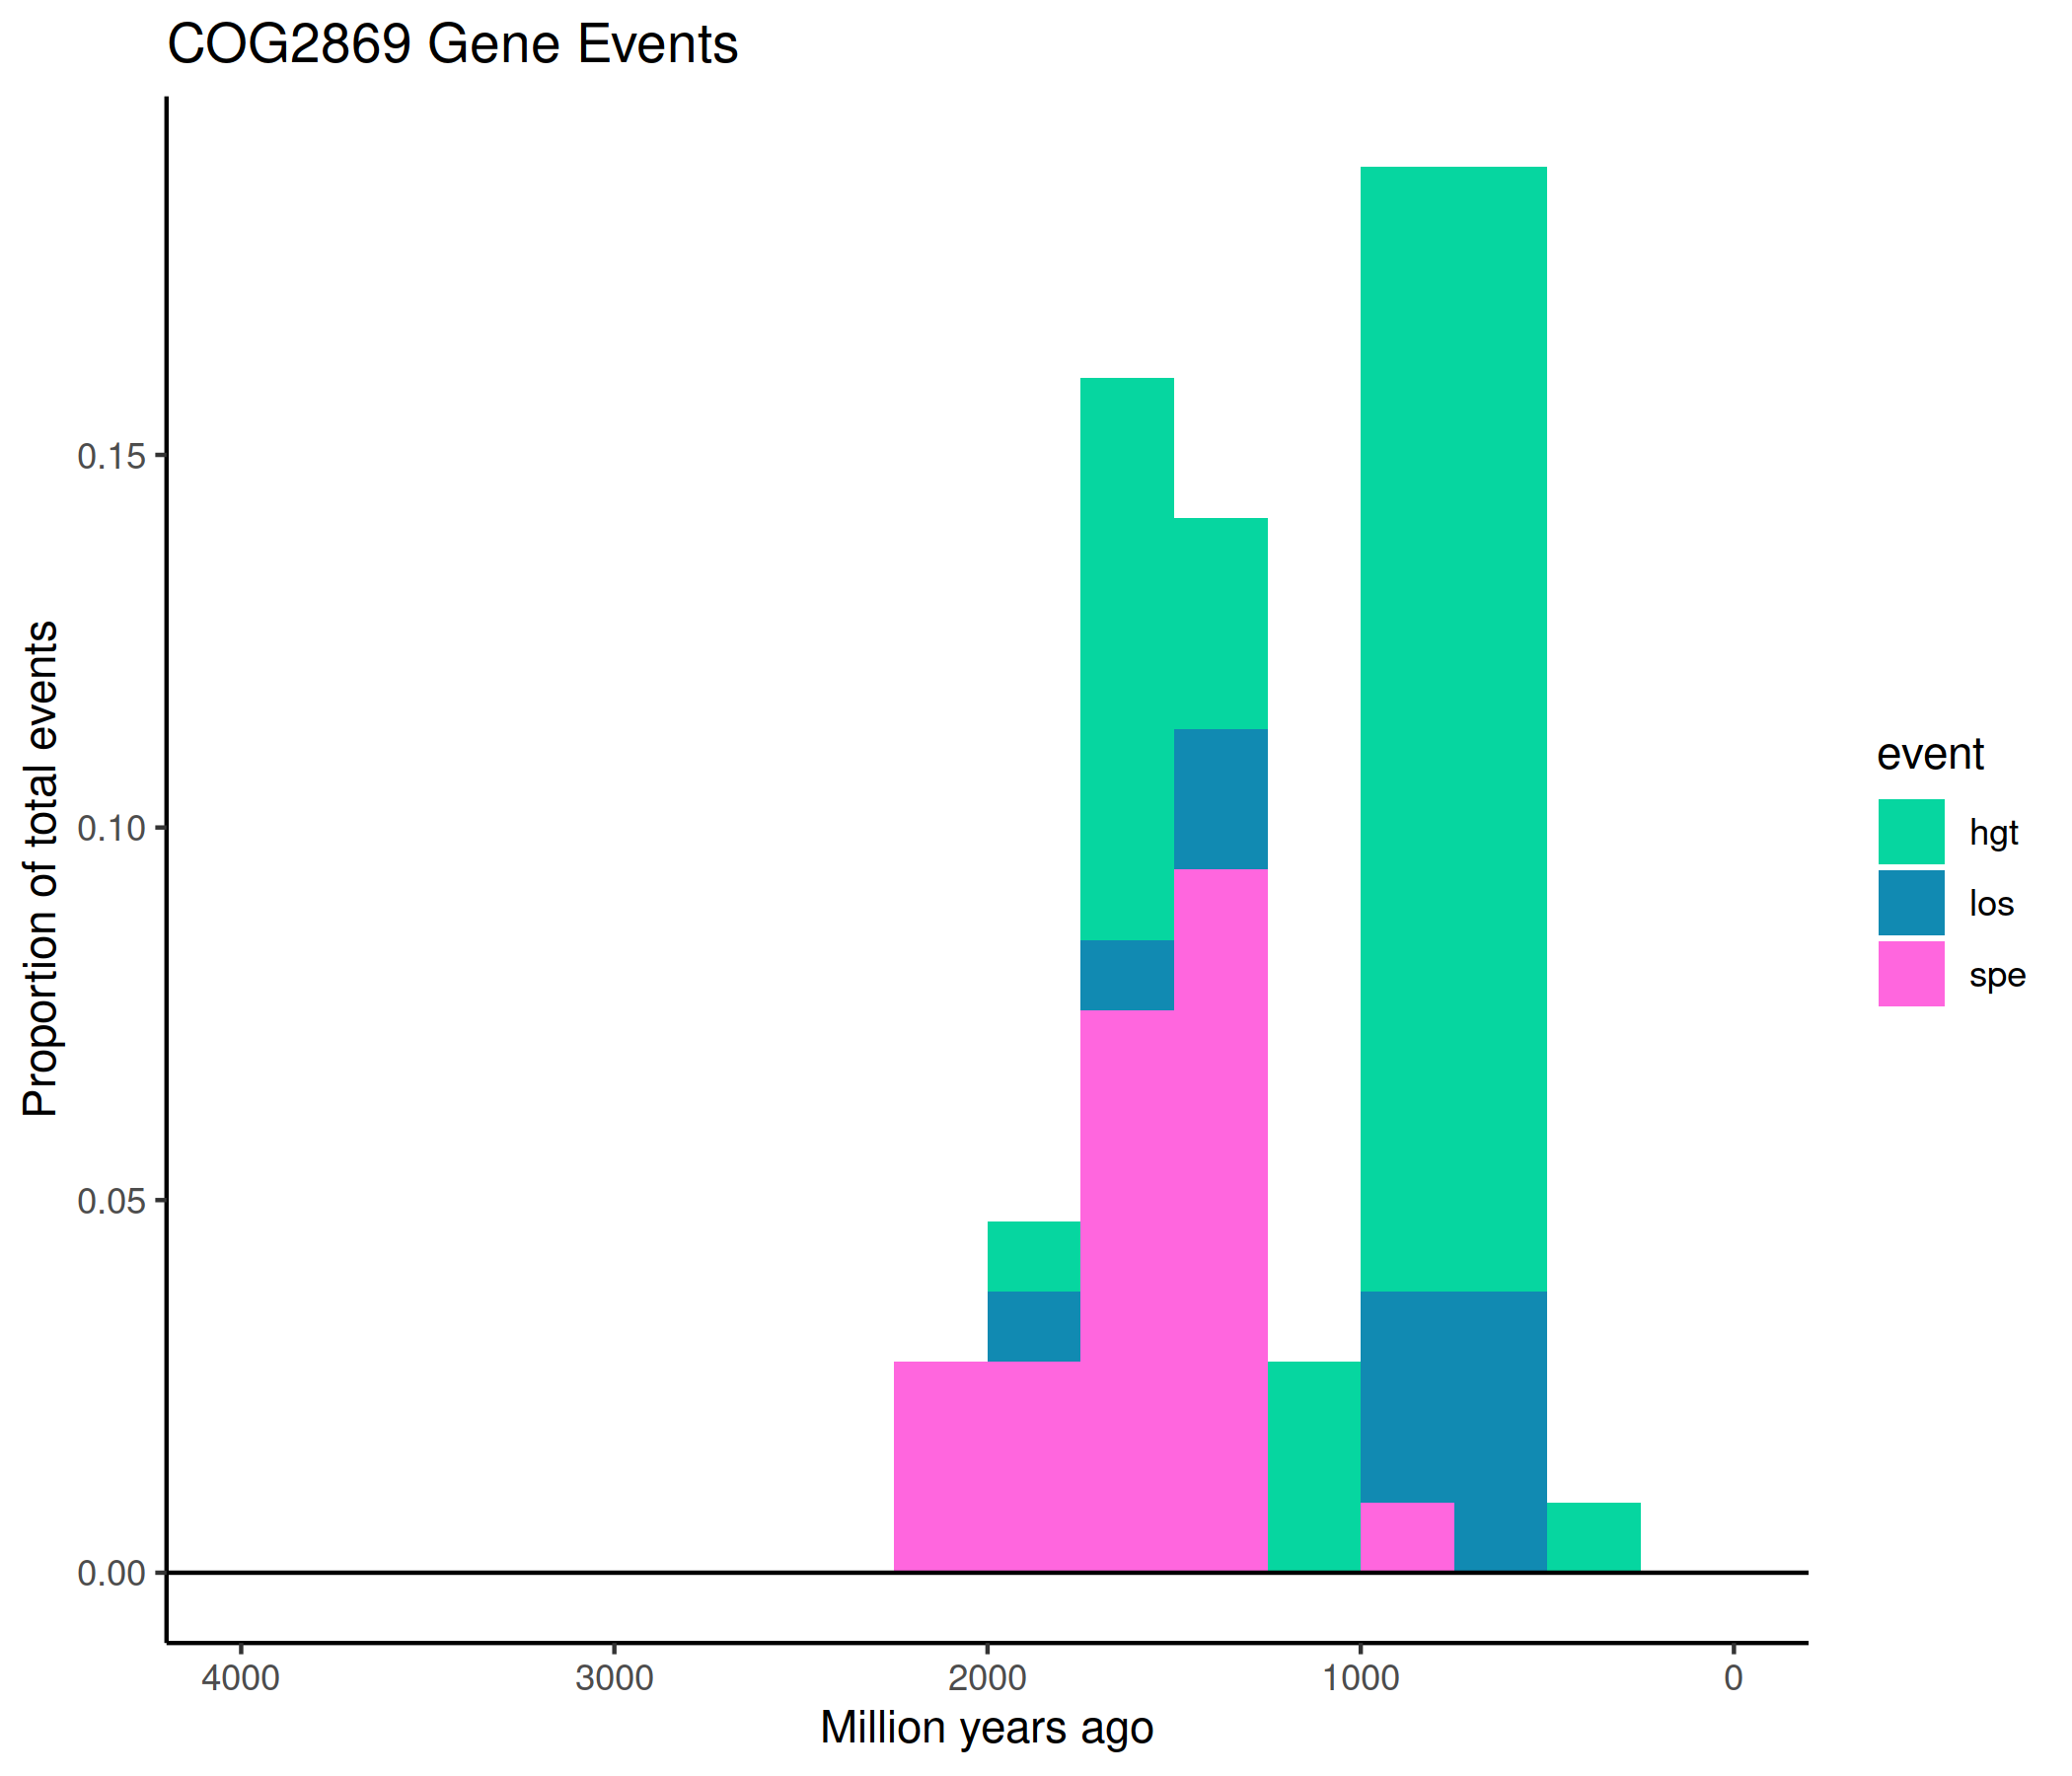 COG2869 Gene Events
Proportion of total events
0.15
0.10
0.05
0.00
4000 3000 2000 1000 0
Million years ago
event
hgt
los
spe